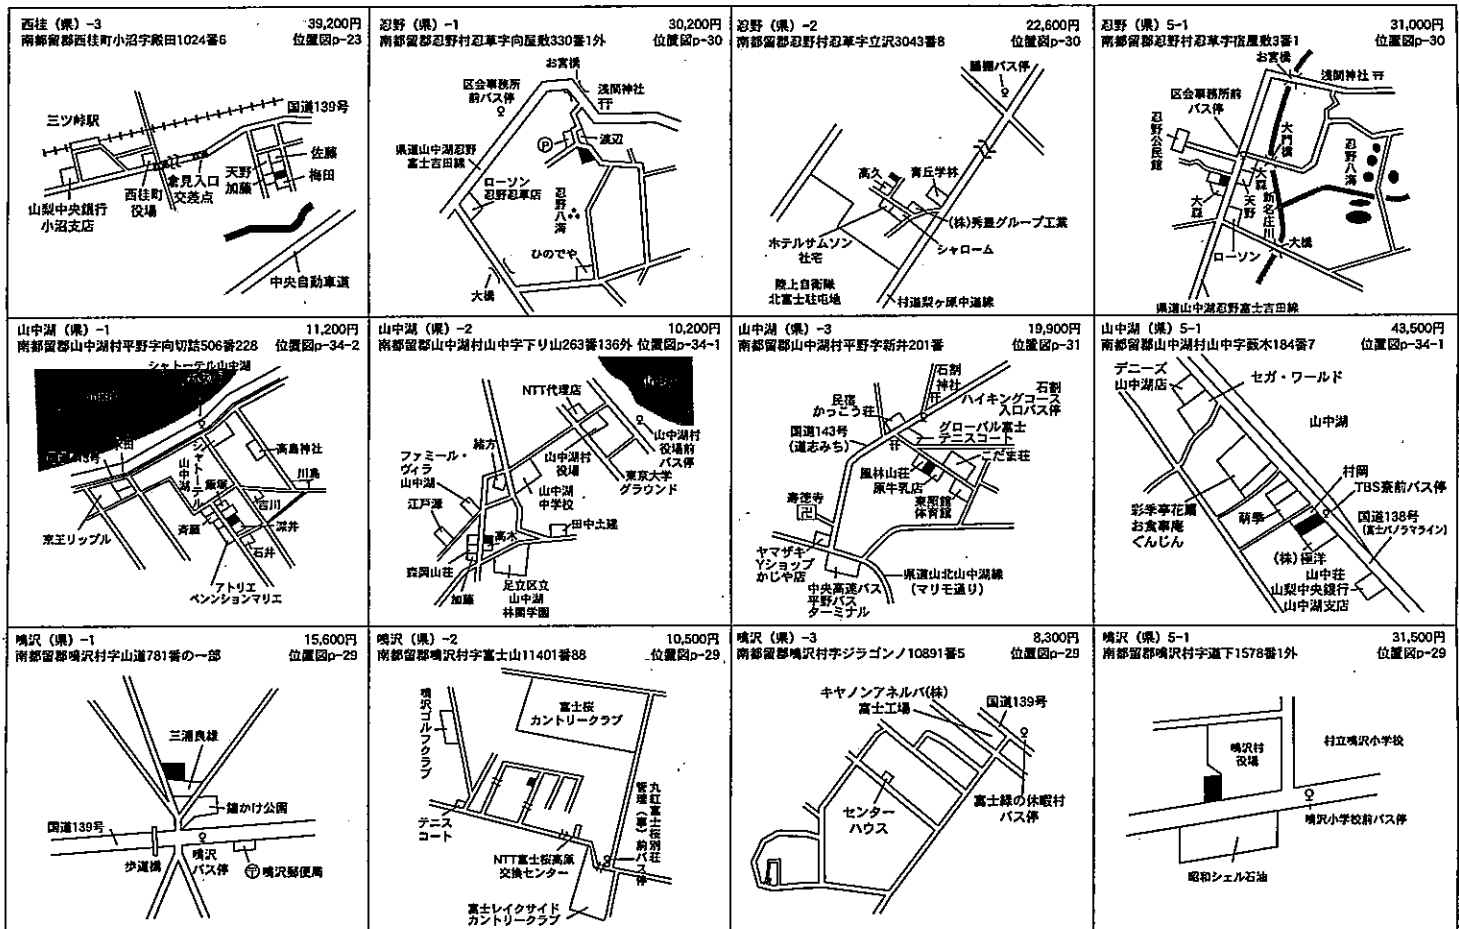 西桂（県）-3 39,200円
南都留郡西桂町小沼字殿田1024番6 位置図p-23
国道139号
三ツ峠駅
佐藤
天野
加藤
梅田
西桂町
役場
倉見入口
交差点
山梨中央銀行
小沼支店
中央自動車道
忍野（県）-1 30,200円
南都留郡忍野村忍草字向屋敷330番1外 位置図p-30
お宮橋
区会事務所
前バス停
浅間神社
渡辺
P
県道山中湖忍野
富士吉田線
ローソン
忍野忍草店
忍野八海
ひのでや
大橋
忍野（県）-2 22,600円
南都留郡忍野村忍草字立沢3043番8 位置図p-30
高久
青丘学林
(株)秀豊グループ工業
シャローム
ホテルサムソン
社宅
陸上自衛隊
北富士駐屯地
村道梨ヶ原中道線
忍野（県）5-1 31,000円
南都留郡忍野村忍草字宿屋敷3番1 位置図p-30
お宮橋
浅間神社
区会事務所前
バス停
忍野公民館
大門橋
忍野八海
大森
天野
大森
新名庄川
大橋
ローソン
県道山中湖忍野富士吉田線
山中湖（県）-1 11,200円
南都留郡山中湖村平野字向切詰506番228 位置図p-34-2
シャトーテル山中湖
高島神社
シャトーテル
山中湖
川島
飯塚
吉川
斉藤
深井
京王リップル
石井
アトリエ
ペンションマリエ
山中湖（県）-2 10,200円
南都留郡山中湖村山中字下り山263番136外 位置図p-34-1
NTT代理店
緒方
山中湖村
役場前
バス停
ファミール・
ヴィラ
山中湖
山中湖村
役場
東京大学
グラウンド
山中湖
中学校
江戸源
田中土建
高木
森岡山荘
加藤
足立区立
山中湖
林間学園
山中湖（県）-3 19,900円
南都留郡山中湖村平野字新井201番 位置図p-31
石割
神社
石割
ハイキングコース
入口バス停
民宿
かっこう荘
国道143号
(道志みち)
グローバル富士
テニスコート
こだま荘
風林山荘
原牛乳店
東照館
体育館
寿徳寺
ヤマザキ
Yショップ
かじや店
中央高速バス
平野バス
ターミナル
県道山北山中湖線
(マリモ通り)
山中湖（県）5-1 43,500円
南都留郡山中湖村山中字薮木184番7 位置図p-34-1
デニーズ
山中湖店
セガ・ワールド
山中湖
村岡
TBS寮前バス停
彩季亭花扇
お食事庵
ぐんじん
萌季
国道138号
(富士パノラマライン)
(株)極洋
山中荘
山梨中央銀行
山中湖支店
鳴沢（県）-1 15,600円
南都留郡鳴沢村字山道781番の一部 位置図p-29
三浦良雄
鐘かけ公園
国道139号
歩道橋
鳴沢
バス停
鳴沢郵便局
鳴沢（県）-2 10,500円
南都留郡鳴沢村字富士山11401番88 位置図p-29
鳴沢ゴルフクラブ
富士桜
カントリークラブ
丸紅富士桜別荘
管理(事)前バス停
テニス
コート
NTT富士桜高原
交換センター
富士レイクサイド
カントリークラブ
鳴沢（県）-3 8,300円
南都留郡鳴沢村字ジラゴンノ10891番5 位置図p-29
キヤノンアネルバ(株)
富士工場
国道139号
センター
ハウス
富士緑の休暇村
バス停
鳴沢（県）5-1 31,500円
南都留郡鳴沢村字道下1578番1外 位置図p-29
鳴沢村
役場
村立鳴沢小学校
鳴沢小学校前バス停
昭和シェル石油